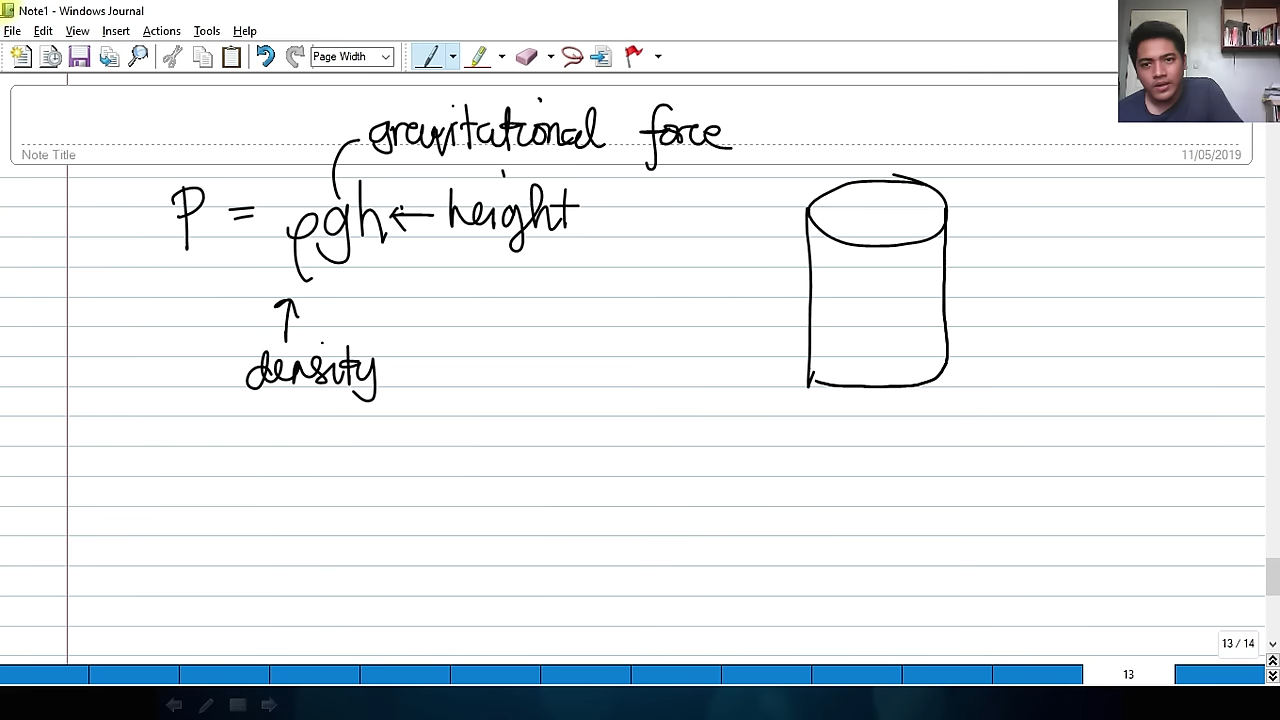 Note1 - Windows Journal
File Edit View Insert Actions Tools Help
Page Width
gravitational force
Note Title 11/05/2019
P = ρgh ← height
↑
density
13 / 14
13